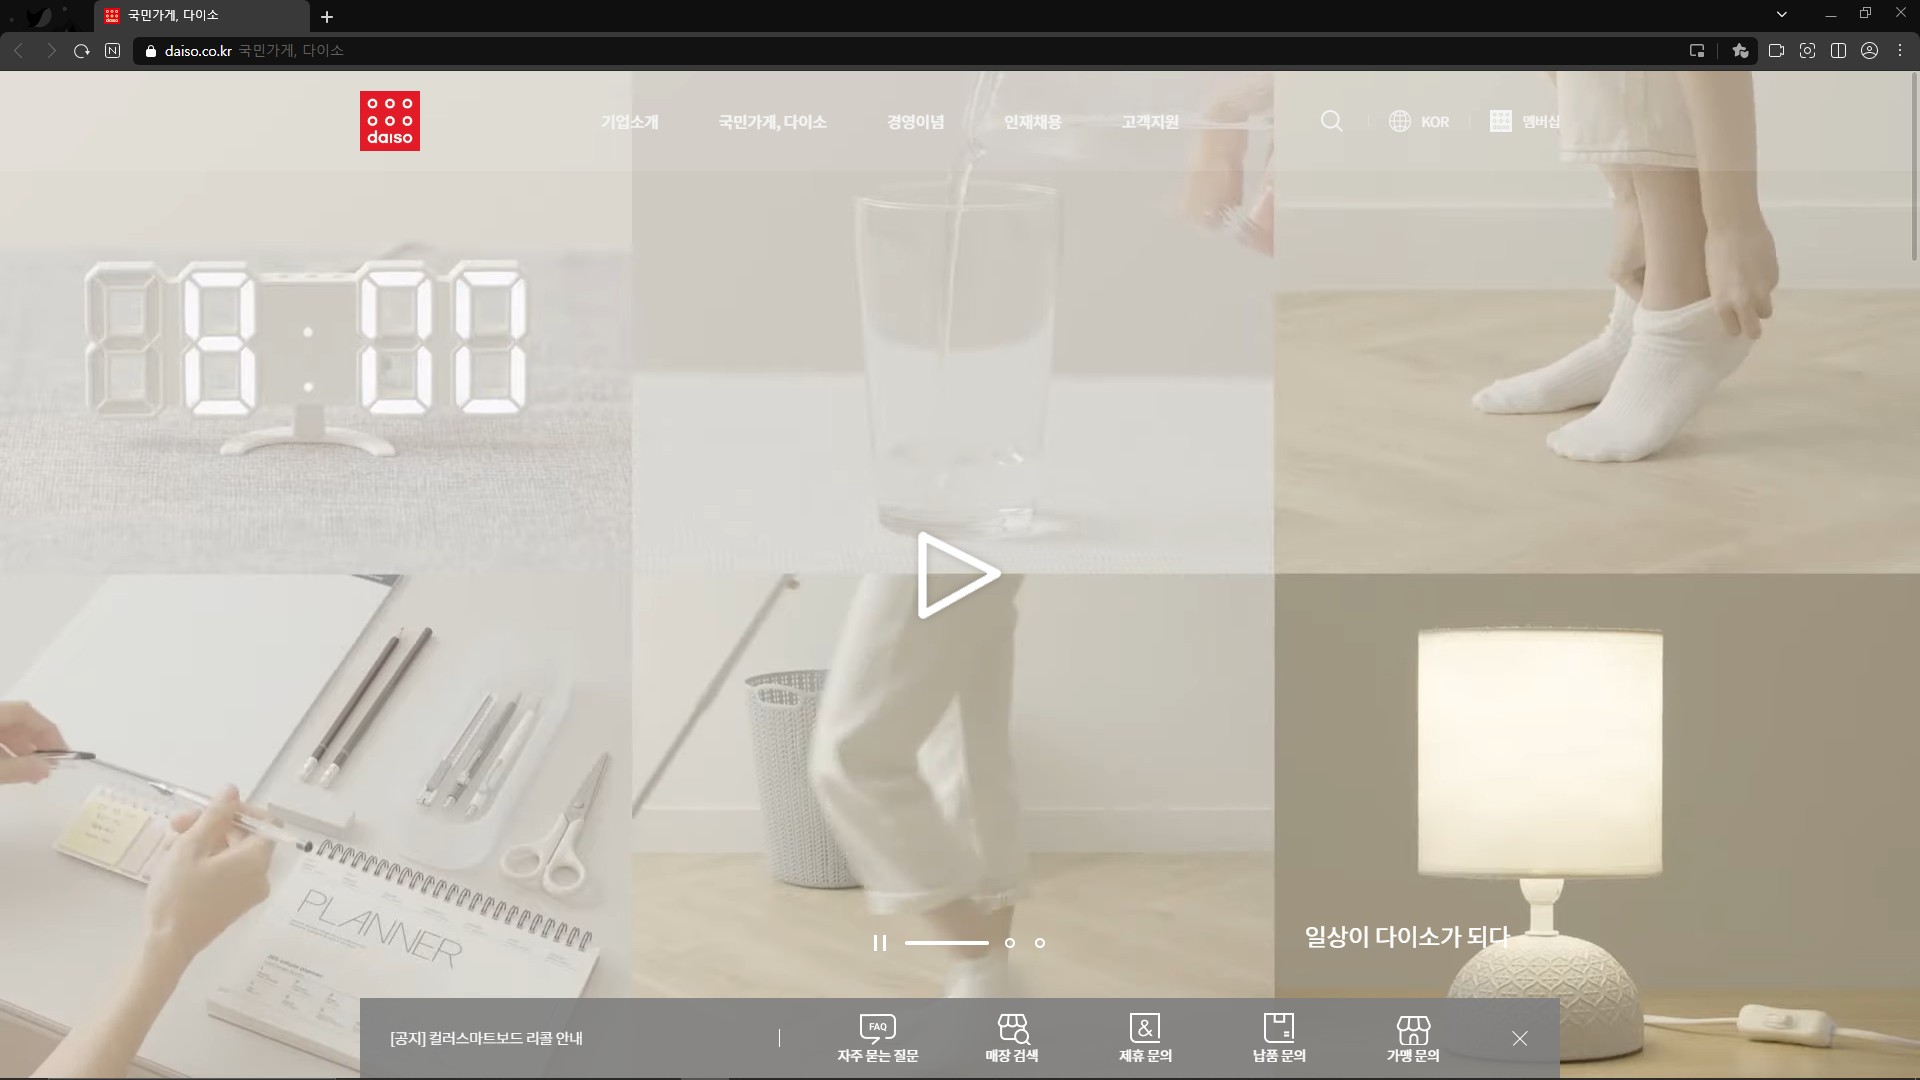 국민가게, 다이소
daiso.co.kr 국민가게, 다이소
daiso
기업소개
국민가게, 다이소
경영이념
인재채용
고객지원
KOR
멤버십
PLANNER
일상이 다이소가 되다
[공지] 컬러스마트보드 리콜 안내
FAQ
자주 묻는 질문
매장 검색
&
제휴 문의
납품 문의
가맹 문의